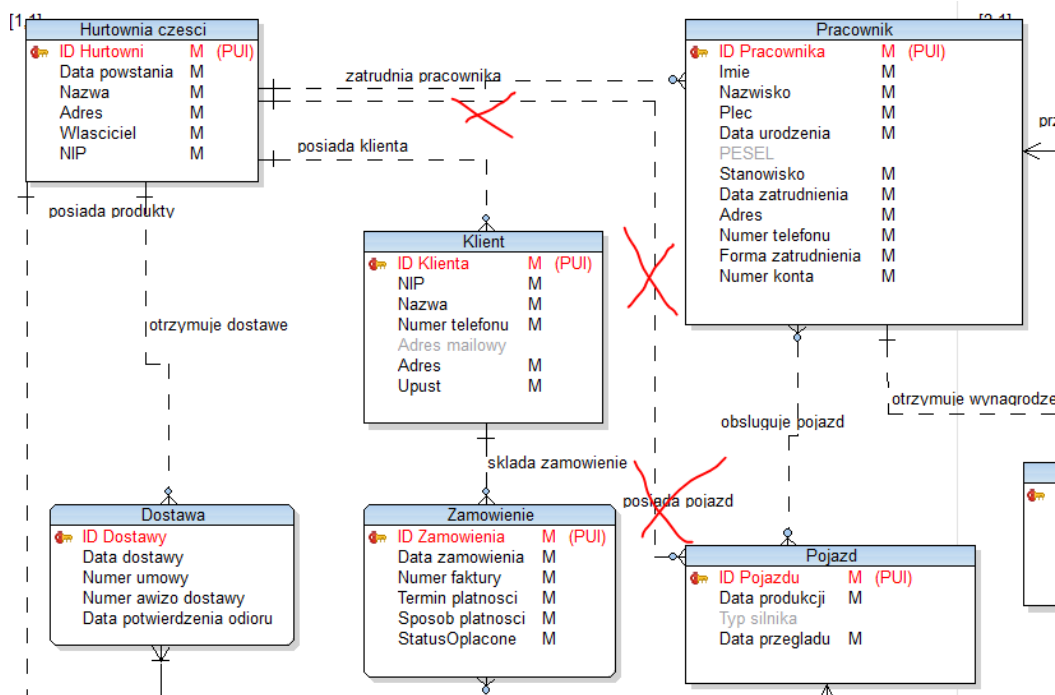 [1,1]
Hurtownia czesci
ID Hurtowni M (PUI)
Data powstania M
Nazwa M
Adres M
Wlasciciel M
NIP M
zatrudnia pracownika
posiada klienta
posiada produkty
otrzymuje dostawe
Pracownik
ID Pracownika M (PUI)
Imie M
Nazwisko M
Plec M
Data urodzenia M
PESEL
Stanowisko M
Data zatrudnienia M
Adres M
Numer telefonu M
Forma zatrudnienia M
Numer konta M
Klient
ID Klienta M (PUI)
NIP M
Nazwa M
Numer telefonu M
Adres mailowy
Adres M
Upust M
obsluguje pojazd
otrzymuje wynagrodze
sklada zamowienie
posiada pojazd
Dostawa
ID Dostawy
Data dostawy
Numer umowy
Numer awizo dostawy
Data potwierdzenia odioru
Zamowienie
ID Zamowienia M (PUI)
Data zamowienia M
Numer faktury M
Termin platnosci M
Sposob platnosci M
StatusOplacone M
Pojazd
ID Pojazdu M (PUI)
Data produkcji M
Typ silnika
Data przegladu M